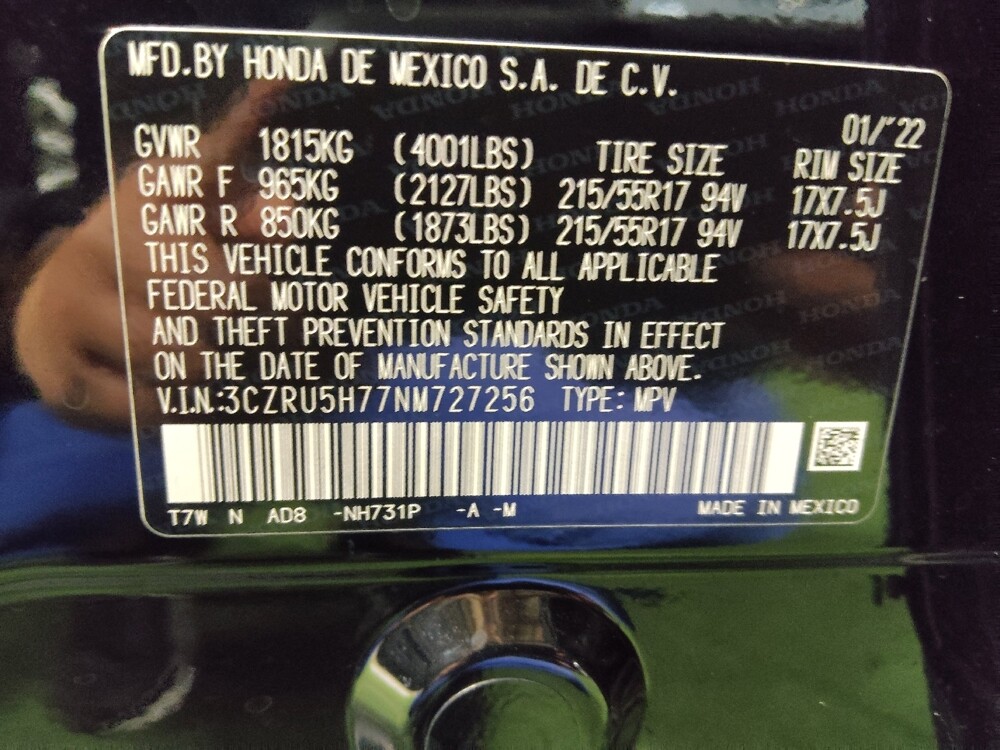 MFD.BY HONDA DE MEXICO S.A. DE C.V.
01/"22
GVWR 1815KG (4001LBS) TIRE SIZE RIM SIZE
GAWR F 965KG (2127LBS) 215/55R17 94V 17X7.5J
GAWR R 850KG (1873LBS) 215/55R17 94V 17X7.5J
THIS VEHICLE CONFORMS TO ALL APPLICABLE
FEDERAL MOTOR VEHICLE SAFETY
AND THEFT PREVENTION STANDARDS IN EFFECT
ON THE DATE OF MANUFACTURE SHOWN ABOVE.
V.I.N.:3CZRU5H77NM727256 TYPE: MPV
T7W N AD8 -NH731P -A -M MADE IN MEXICO